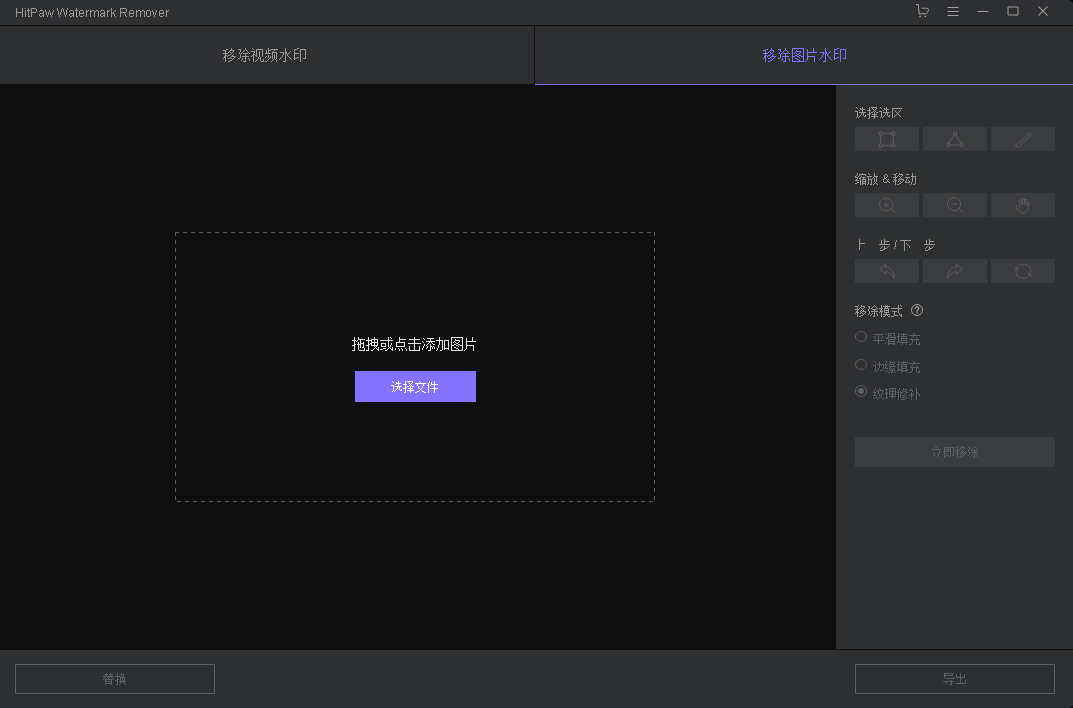 HitPaw Watermark Remover
移除视频水印
移除图片水印
选择选区
缩放 & 移动
上一步 / 下一步
移除模式
拖拽或点击添加图片
选择文件
平滑填充
边缘填充
纹理修补
立即移除
替换
导出